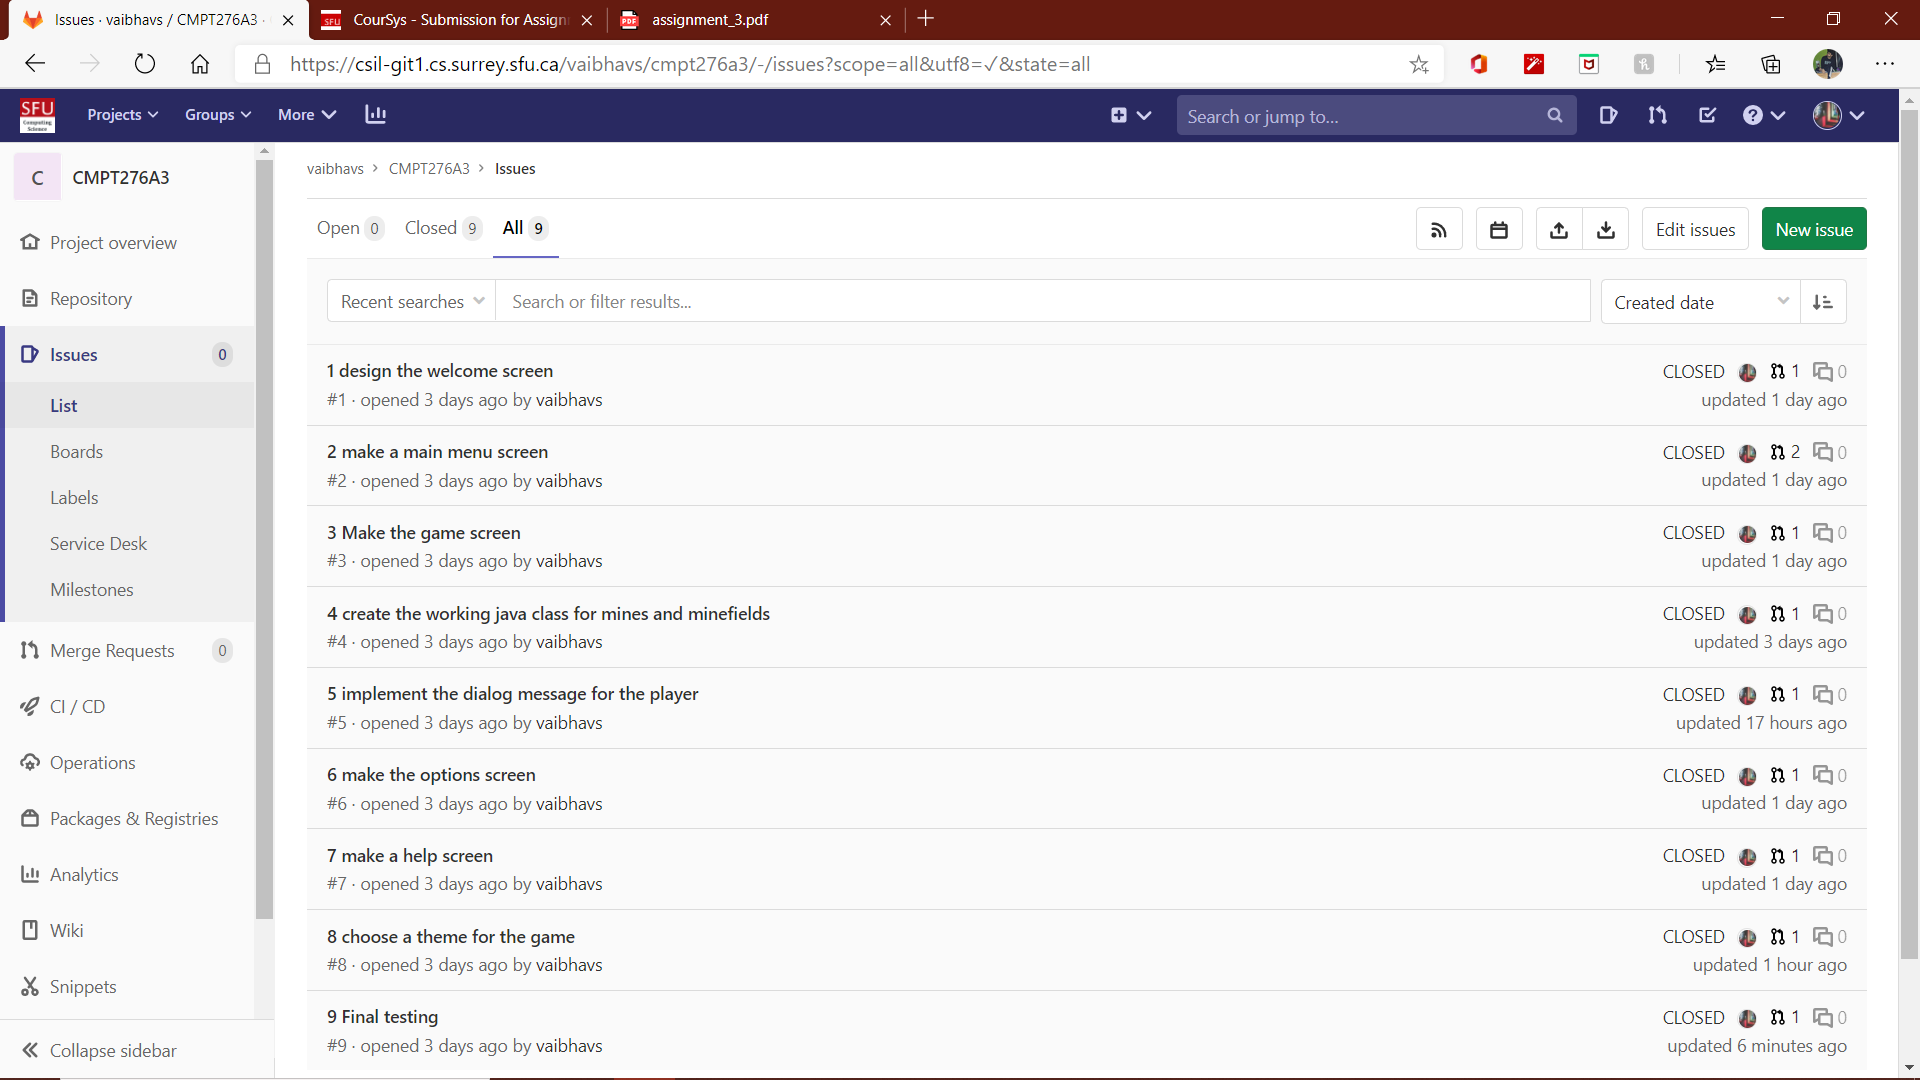 Issues · vaibhavs / CMPT276A3 ·
CourSys - Submission for Assign
assignment_3.pdf
https://csil-git1.cs.surrey.sfu.ca/vaibhavs/cmpt276a3/-/issues?scope=all&utf8=✓&state=all
SFU
Computing
Science
Projects
Groups
More
Search or jump to...
C
CMPT276A3
Project overview
Repository
Issues 0
List
Boards
Labels
Service Desk
Milestones
Merge Requests 0
CI / CD
Operations
Packages & Registries
Analytics
Wiki
Snippets
Collapse sidebar
vaibhavs > CMPT276A3 > Issues
Open 0 Closed 9 All 9
Edit issues
New issue
Recent searches
Search or filter results...
Created date
1 design the welcome screen
#1 · opened 3 days ago by vaibhavs
CLOSED 1 0
updated 1 day ago
2 make a main menu screen
#2 · opened 3 days ago by vaibhavs
CLOSED 2 0
updated 1 day ago
3 Make the game screen
#3 · opened 3 days ago by vaibhavs
CLOSED 1 0
updated 1 day ago
4 create the working java class for mines and minefields
#4 · opened 3 days ago by vaibhavs
CLOSED 1 0
updated 3 days ago
5 implement the dialog message for the player
#5 · opened 3 days ago by vaibhavs
CLOSED 1 0
updated 17 hours ago
6 make the options screen
#6 · opened 3 days ago by vaibhavs
CLOSED 1 0
updated 1 day ago
7 make a help screen
#7 · opened 3 days ago by vaibhavs
CLOSED 1 0
updated 1 day ago
8 choose a theme for the game
#8 · opened 3 days ago by vaibhavs
CLOSED 1 0
updated 1 hour ago
9 Final testing
#9 · opened 3 days ago by vaibhavs
CLOSED 1 0
updated 6 minutes ago